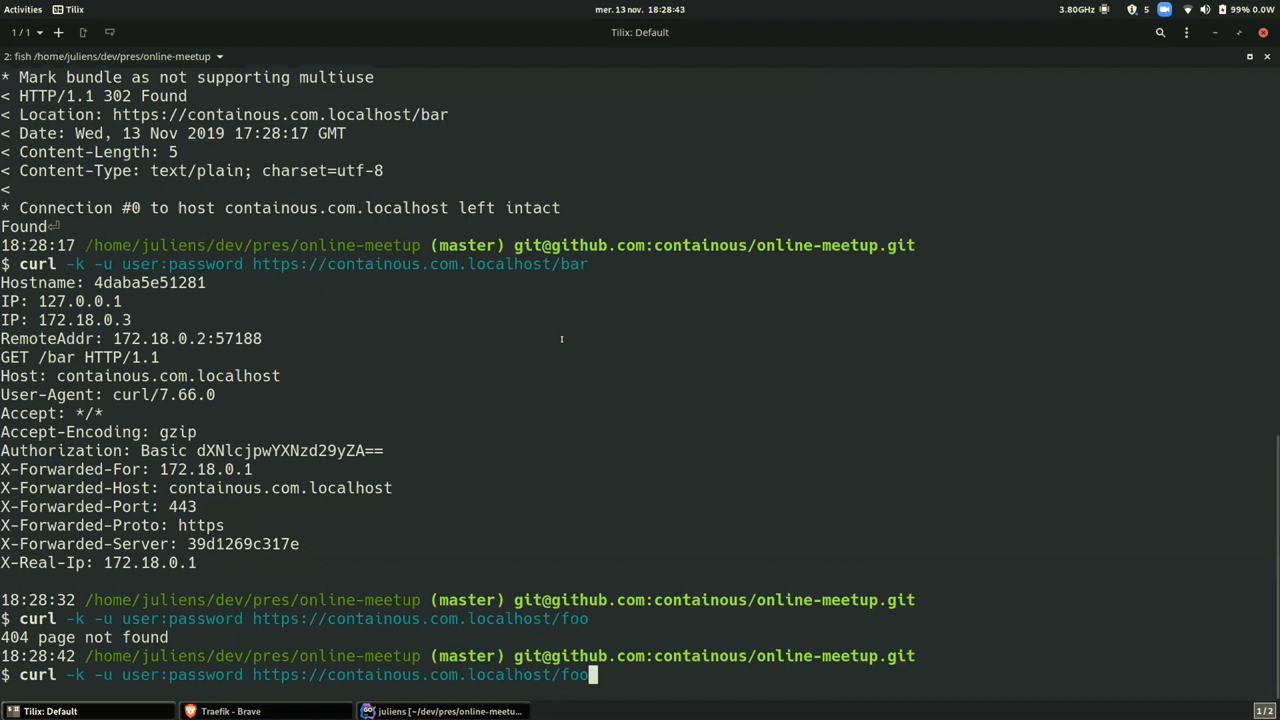 Activities Tilix mer. 13 nov. 18:28:43 3.80GHz 5 99% 0.0W
1 / 1 Tilix: Default
2: fish /home/juliens/dev/pres/online-meetup
* Mark bundle as not supporting multiuse
< HTTP/1.1 302 Found
< Location: https://containous.com.localhost/bar
< Date: Wed, 13 Nov 2019 17:28:17 GMT
< Content-Length: 5
< Content-Type: text/plain; charset=utf-8
<
* Connection #0 to host containous.com.localhost left intact
Found⏎
18:28:17 /home/juliens/dev/pres/online-meetup (master) git@github.com:containous/online-meetup.git
$ curl -k -u user:password https://containous.com.localhost/bar
Hostname: 4daba5e51281
IP: 127.0.0.1
IP: 172.18.0.3
RemoteAddr: 172.18.0.2:57188
GET /bar HTTP/1.1
Host: containous.com.localhost
User-Agent: curl/7.66.0
Accept: */*
Accept-Encoding: gzip
Authorization: Basic dXNlcjpwYXNzd29yZA==
X-Forwarded-For: 172.18.0.1
X-Forwarded-Host: containous.com.localhost
X-Forwarded-Port: 443
X-Forwarded-Proto: https
X-Forwarded-Server: 39d1269c317e
X-Real-Ip: 172.18.0.1
18:28:32 /home/juliens/dev/pres/online-meetup (master) git@github.com:containous/online-meetup.git
$ curl -k -u user:password https://containous.com.localhost/foo
404 page not found
18:28:42 /home/juliens/dev/pres/online-meetup (master) git@github.com:containous/online-meetup.git
$ curl -k -u user:password https://containous.com.localhost/foo
Tilix: Default Traefik - Brave GO juliens [~/dev/pres/online-meetu... 1/2